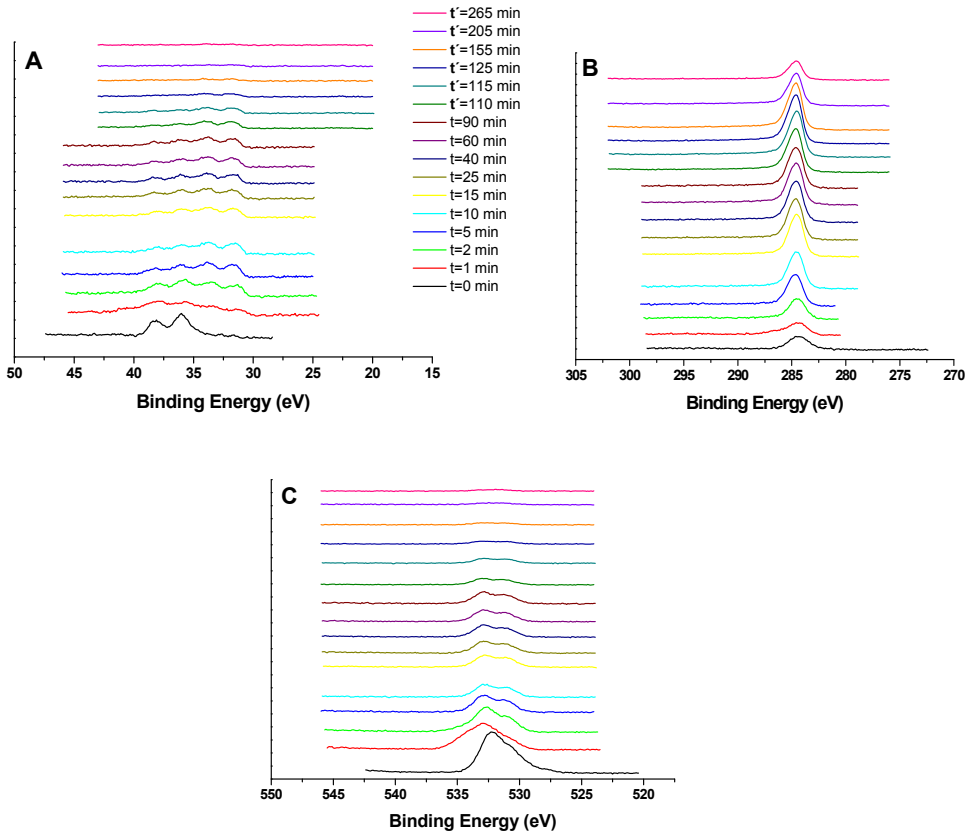 A
50 45 40 35 30 25 20 15
Binding Energy (eV)
t´=265 min
t´=205 min
t´=155 min
t´=125 min
t´=115 min
t´=110 min
t=90 min
t=60 min
t=40 min
t=25 min
t=15 min
t=10 min
t=5 min
t=2 min
t=1 min
t=0 min
B
305 300 295 290 285 280 275 270
Binding Energy (eV)
C
550 545 540 535 530 525 520
Binding Energy (eV)